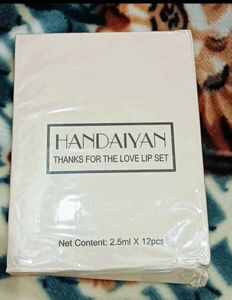 HANDAIYAN
THANKS FOR THE LOVE LIP SET
Net Content: 2.5ml X 12pcs